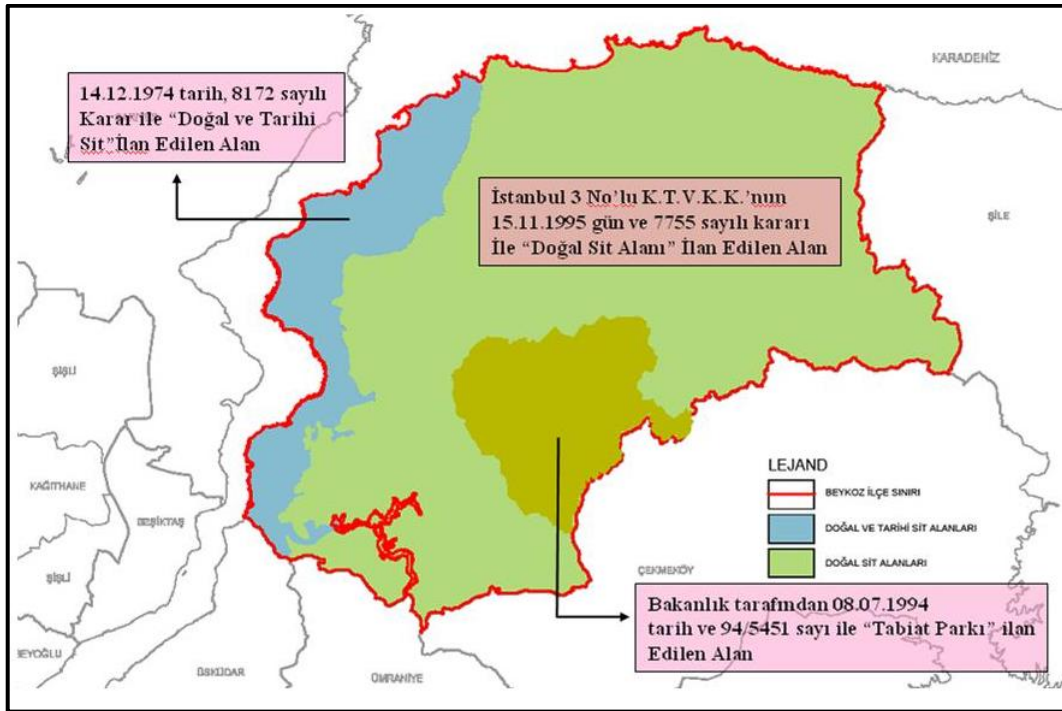 KARADENİZ
14.12.1974 tarih, 8172 sayılı
Karar ile “Doğal ve Tarihi
Sit”İlan Edilen Alan
İstanbul 3 No’lu K.T.V.K.K.’nun
15.11.1995 gün ve 7755 sayılı kararı
İle “Doğal Sit Alanı” İlan Edilen Alan
ŞİLE
ŞİŞLİ
KAĞITHANE
BEŞİKTAŞ
ŞİŞLİ
LEJAND
BEYKOZ İLÇE SINIRI
DOĞAL VE TARİHİ SİT ALANLARI
DOĞAL SİT ALANLARI
ÇEKMEKÖY
Bakanlık tarafından 08.07.1994
tarih ve 94/5451 sayı ile “Tabiat Parkı” ilan
Edilen Alan
EYOĞLU
ÜSKÜDAR
ÜMRANİYE